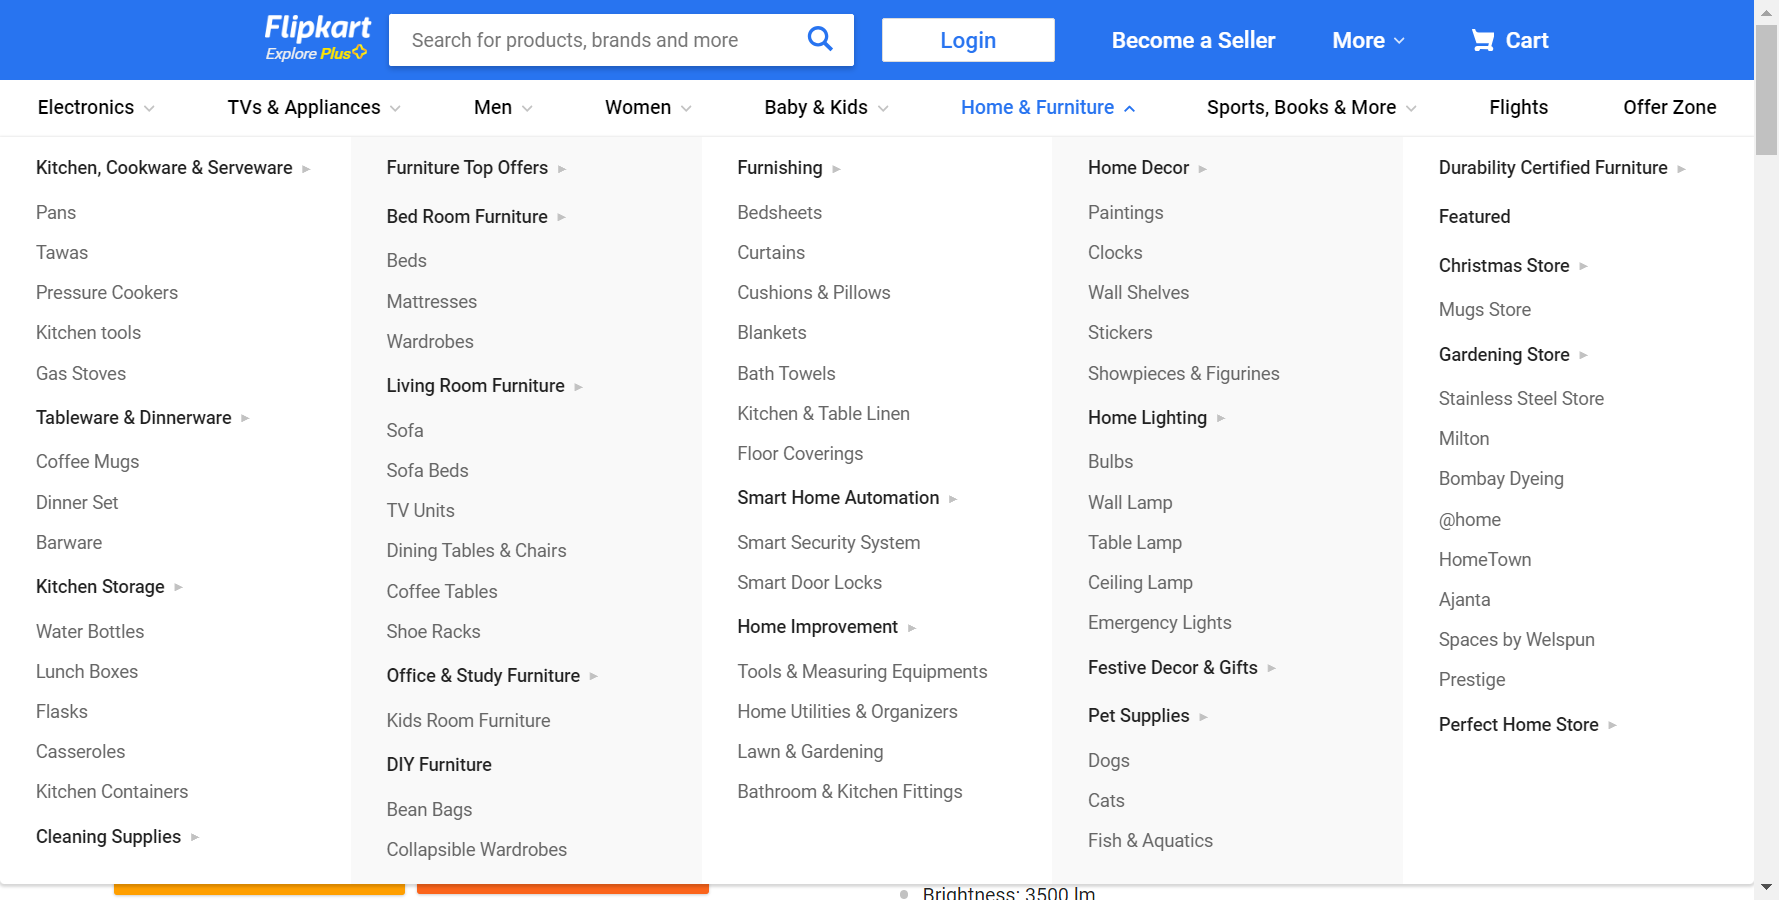 Flipkart
Explore Plus
Search for products, brands and more
Login
Become a Seller
More
Cart
Electronics
TVs & Appliances
Men
Women
Baby & Kids
Home & Furniture
Sports, Books & More
Flights
Offer Zone
Kitchen, Cookware & Serveware
Pans
Tawas
Pressure Cookers
Kitchen tools
Gas Stoves
Tableware & Dinnerware
Coffee Mugs
Dinner Set
Barware
Kitchen Storage
Water Bottles
Lunch Boxes
Flasks
Casseroles
Kitchen Containers
Cleaning Supplies
Furniture Top Offers
Bed Room Furniture
Beds
Mattresses
Wardrobes
Living Room Furniture
Sofa
Sofa Beds
TV Units
Dining Tables & Chairs
Coffee Tables
Shoe Racks
Office & Study Furniture
Kids Room Furniture
DIY Furniture
Bean Bags
Collapsible Wardrobes
Furnishing
Bedsheets
Curtains
Cushions & Pillows
Blankets
Bath Towels
Kitchen & Table Linen
Floor Coverings
Smart Home Automation
Smart Security System
Smart Door Locks
Home Improvement
Tools & Measuring Equipments
Home Utilities & Organizers
Lawn & Gardening
Bathroom & Kitchen Fittings
Home Decor
Paintings
Clocks
Wall Shelves
Stickers
Showpieces & Figurines
Home Lighting
Bulbs
Wall Lamp
Table Lamp
Ceiling Lamp
Emergency Lights
Festive Decor & Gifts
Pet Supplies
Dogs
Cats
Fish & Aquatics
Durability Certified Furniture
Featured
Christmas Store
Mugs Store
Gardening Store
Stainless Steel Store
Milton
Bombay Dyeing
@home
HomeTown
Ajanta
Spaces by Welspun
Prestige
Perfect Home Store
Brightness: 3500 lm